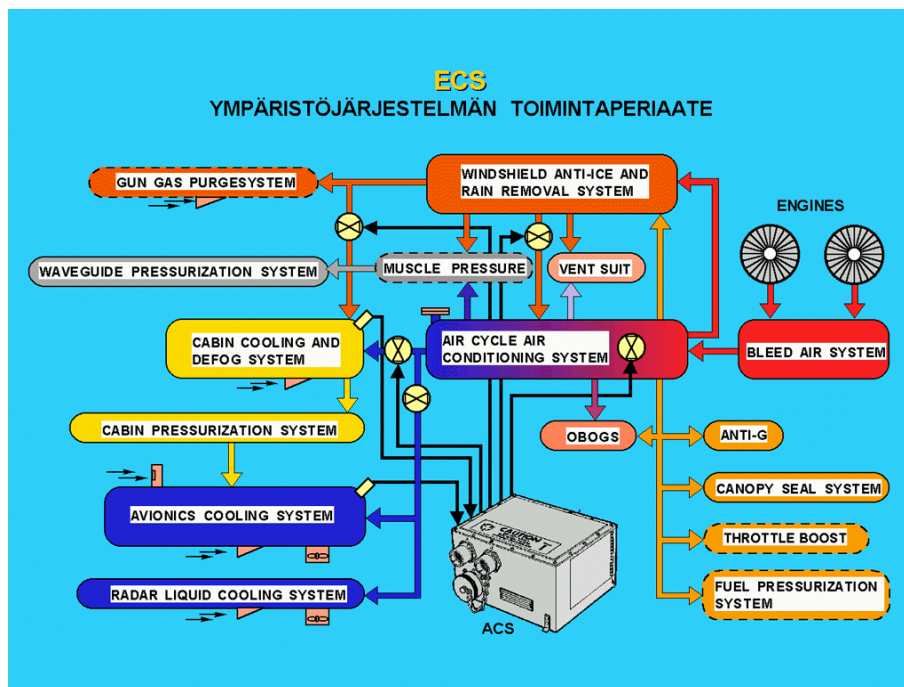 ECS
YMPÄRISTÖJÄRJESTELMÄN TOIMINTAPERIAATE
GUN GAS PURGESYSTEM
WINDSHIELD ANTI-ICE AND
RAIN REMOVAL SYSTEM
ENGINES
WAVEGUIDE PRESSURIZATION SYSTEM
MUSCLE PRESSURE
VENT SUIT
CABIN COOLING AND
DEFOG SYSTEM
AIR CYCLE AIR
CONDITIONING SYSTEM
BLEED AIR SYSTEM
CABIN PRESSURIZATION SYSTEM
OBOGS
ANTI-G
CANOPY SEAL SYSTEM
AVIONICS COOLING SYSTEM
CAUTION
THROTTLE BOOST
RADAR LIQUID COOLING SYSTEM
FUEL PRESSURIZATION
SYSTEM
ACS